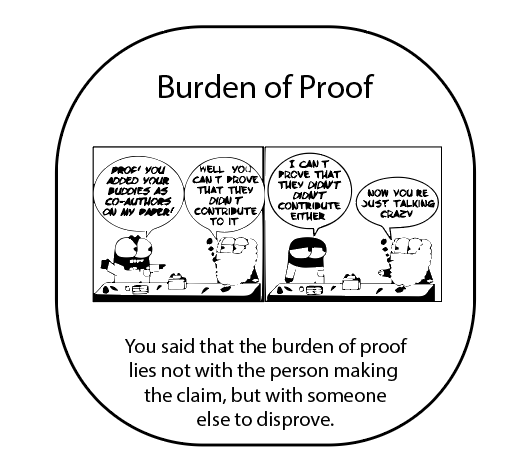 Burden of Proof
PROF! YOU
ADDED YOUR
BUDDIES AS
CO-AUTHORS
ON MY PAPER!
WELL YOU
CAN T PROVE
THAT THEY
DIDN T
CONTRIBUTE
TO IT
I CAN T
PROVE THAT
THEY DIDN'T
DIDN'T
CONTRIBUTE
EITHER
NOW YOU RE
JUST TALKING
CRAZY
You said that the burden of proof
lies not with the person making
the claim, but with someone
else to disprove.